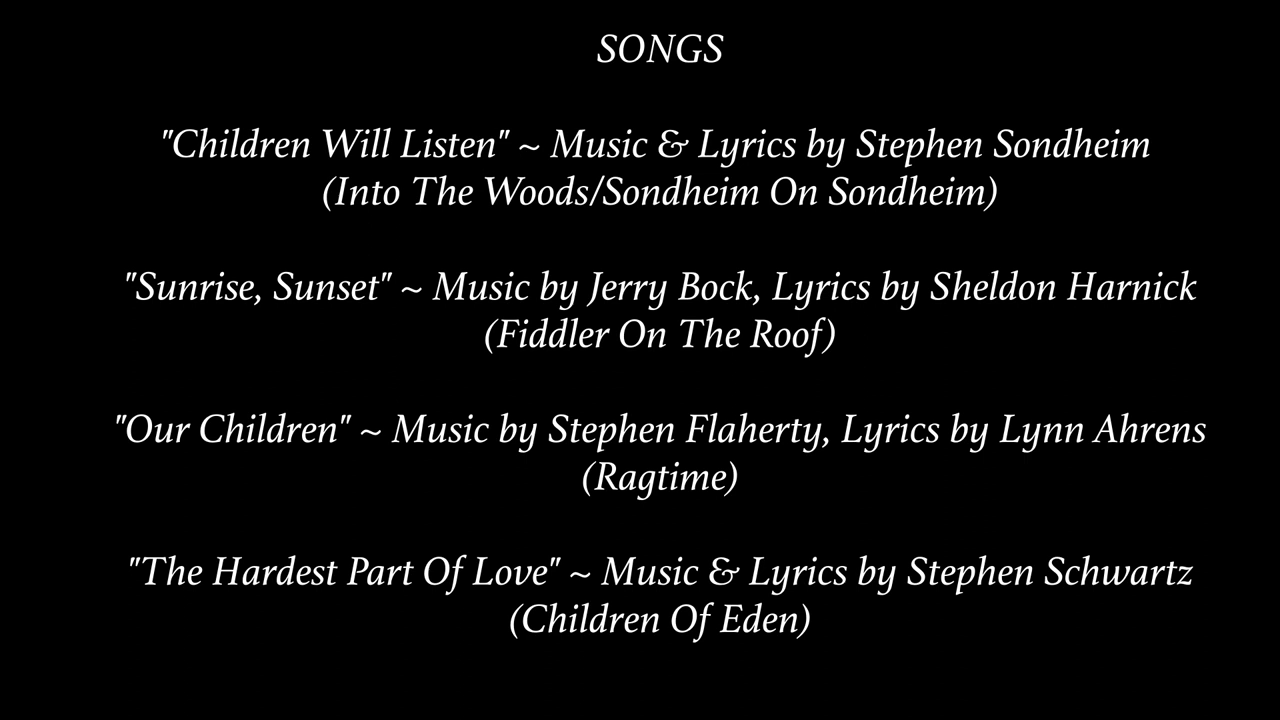 SONGS
"Children Will Listen" ~ Music & Lyrics by Stephen Sondheim
(Into The Woods/Sondheim On Sondheim)
"Sunrise, Sunset" ~ Music by Jerry Bock, Lyrics by Sheldon Harnick
(Fiddler On The Roof)
"Our Children" ~ Music by Stephen Flaherty, Lyrics by Lynn Ahrens
(Ragtime)
"The Hardest Part Of Love" ~ Music & Lyrics by Stephen Schwartz
(Children Of Eden)